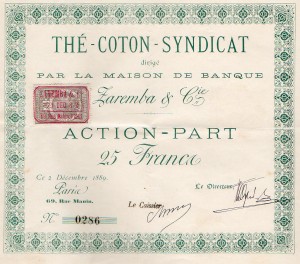 THÉ-COTON-SYNDICAT
dirigé
PAR LA MAISON DE BANQUE
Zaremba & Cie
ACTION-PART
25 Francs
Ce 2 Décembre 1889
Paris
69, Rue Manin.
Le Caissier,
Le Directeur,
No 0286